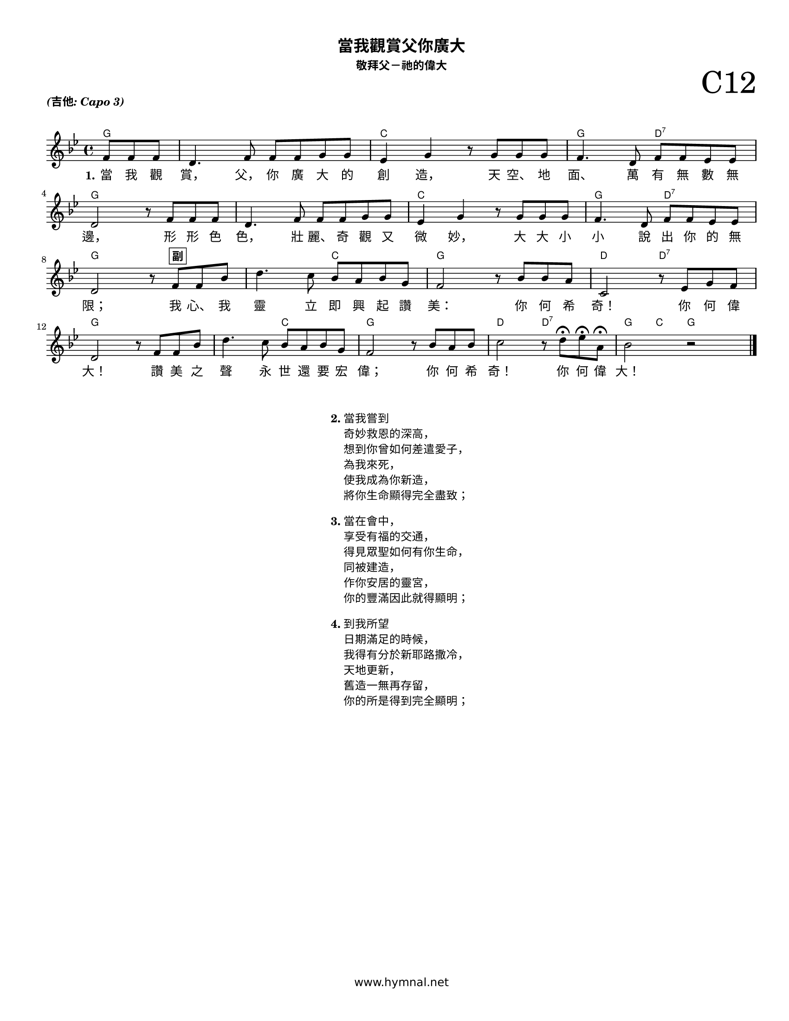 當我觀賞父你廣大
敬拜父－祂的偉大
C12
(吉他: Capo 3)
G C G D7
1. 當 我 觀 賞， 父， 你 廣 大 的 創 造， 天 空、 地 面、 萬 有 無 數 無
4 G C G D7
邊， 形 形 色 色， 壯 麗、 奇 觀 又 微 妙， 大 大 小 小 說 出 你 的 無
8 G 副 C G D D7
限； 我 心、 我 靈 立 即 興 起 讚 美： 你 何 希 奇！ 你 何 偉
12 G C G D D7 G C G
大！ 讚 美 之 聲 永 世 還 要 宏 偉； 你 何 希 奇！ 你 何 偉 大！
2. 當我嘗到
奇妙救恩的深高，
想到你曾如何差遣愛子，
為我來死，
使我成為你新造，
將你生命顯得完全盡致；
3. 當在會中，
享受有福的交通，
得見眾聖如何有你生命，
同被建造，
作你安居的靈宮，
你的豐滿因此就得顯明；
4. 到我所望
日期滿足的時候，
我得有分於新耶路撒冷，
天地更新，
舊造一無再存留，
你的所是得到完全顯明；
www.hymnal.net